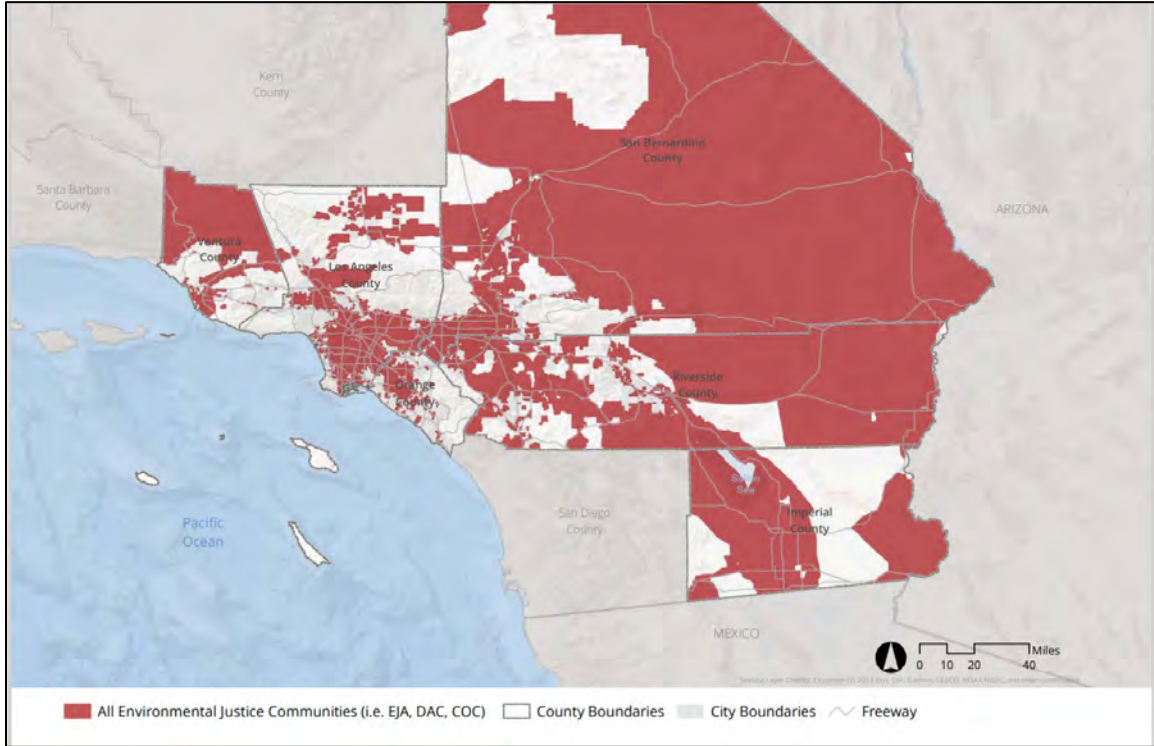 Kern
County
San Bernardino
County
Santa Barbara
County
ARIZONA
Ventura
County
Los Angeles
County
Orange
County
Riverside
County
Salton
Sea
Imperial
County
San Diego
County
Pacific
Ocean
MEXICO
Miles
0 10 20 40
All Environmental Justice Communities (i.e. EJA, DAC, COC) County Boundaries City Boundaries Freeway